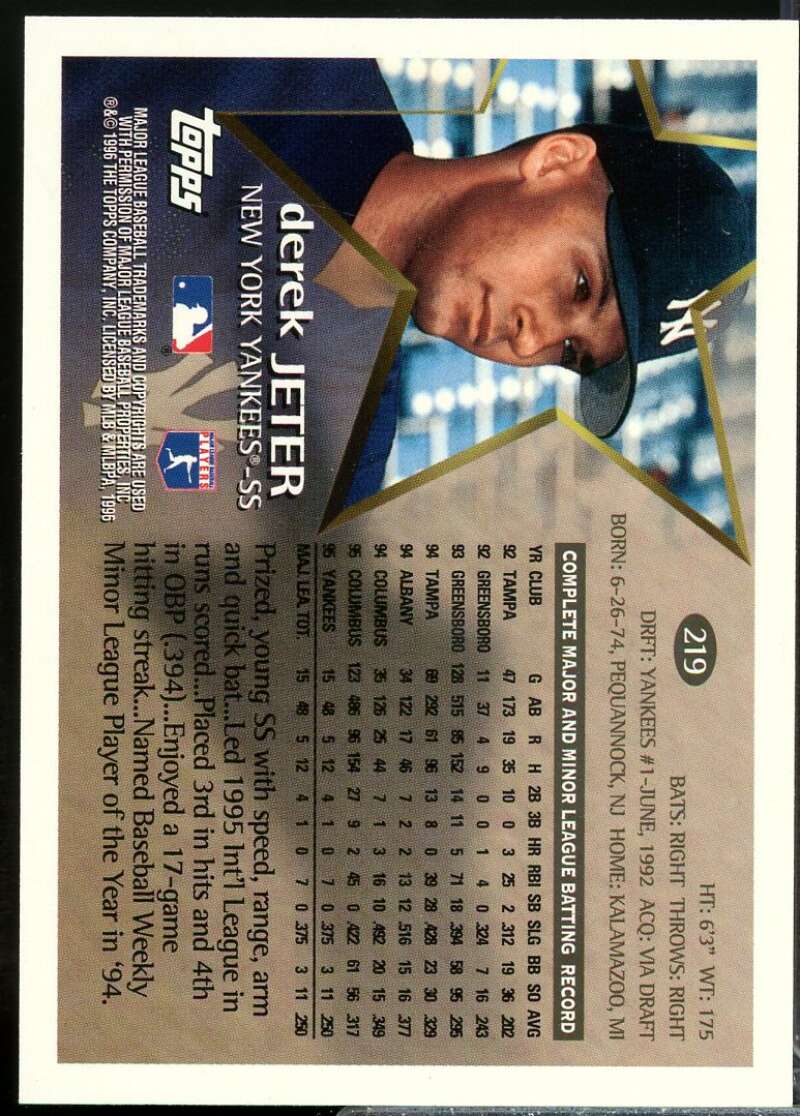 219
HT: 6'3" WT: 175
BATS: RIGHT THROWS: RIGHT
DRFT: YANKEES #1-JUNE, 1992 ACQ: VIA DRAFT
BORN: 6-26-74, PEQUANNOCK, NJ HOME: KALAMAZOO, MI
COMPLETE MAJOR AND MINOR LEAGUE BATTING RECORD
YR CLUB G AB R H 2B 3B HR RBI SB SLG BB SO AVG
92 TAMPA 47 173 19 35 10 0 3 25 2 .312 19 36 .202
92 GREENSBORO 11 37 4 9 0 0 1 4 0 .324 7 16 .243
93 GREENSBORO 128 515 85 152 14 11 5 71 18 .394 58 95 .295
94 TAMPA 69 292 61 96 13 8 0 39 28 .428 23 30 .329
94 ALBANY 34 122 17 46 7 2 2 13 12 .516 15 16 .377
94 COLUMBUS 35 126 25 44 7 1 3 16 10 .492 20 15 .349
95 COLUMBUS 123 486 96 154 27 9 2 45 0 .422 61 56 .317
95 YANKEES 15 48 5 12 4 1 0 7 0 .375 3 11 .250
MAJ. LEA. TOT. 15 48 5 12 4 1 0 7 0 .375 3 11 .250
Prized, young SS with speed, range, arm
and quick bat...Led 1995 Int'l League in
runs scored...Placed 3rd in hits and 4th
in OBP (.394)...Enjoyed a 17-game
hitting streak...Named Baseball Weekly
Minor League Player of the Year in '94.
NY
derek JETER
NEW YORK YANKEES®-SS
topps
®
PLAYERS
MAJOR LEAGUE BASEBALL TRADEMARKS AND COPYRIGHTS ARE USED
WITH PERMISSION OF MAJOR LEAGUE BASEBALL PROPERTIES, INC.
®&© 1996 THE TOPPS COMPANY, INC. LICENSED BY MLB & MLBPA, 1996